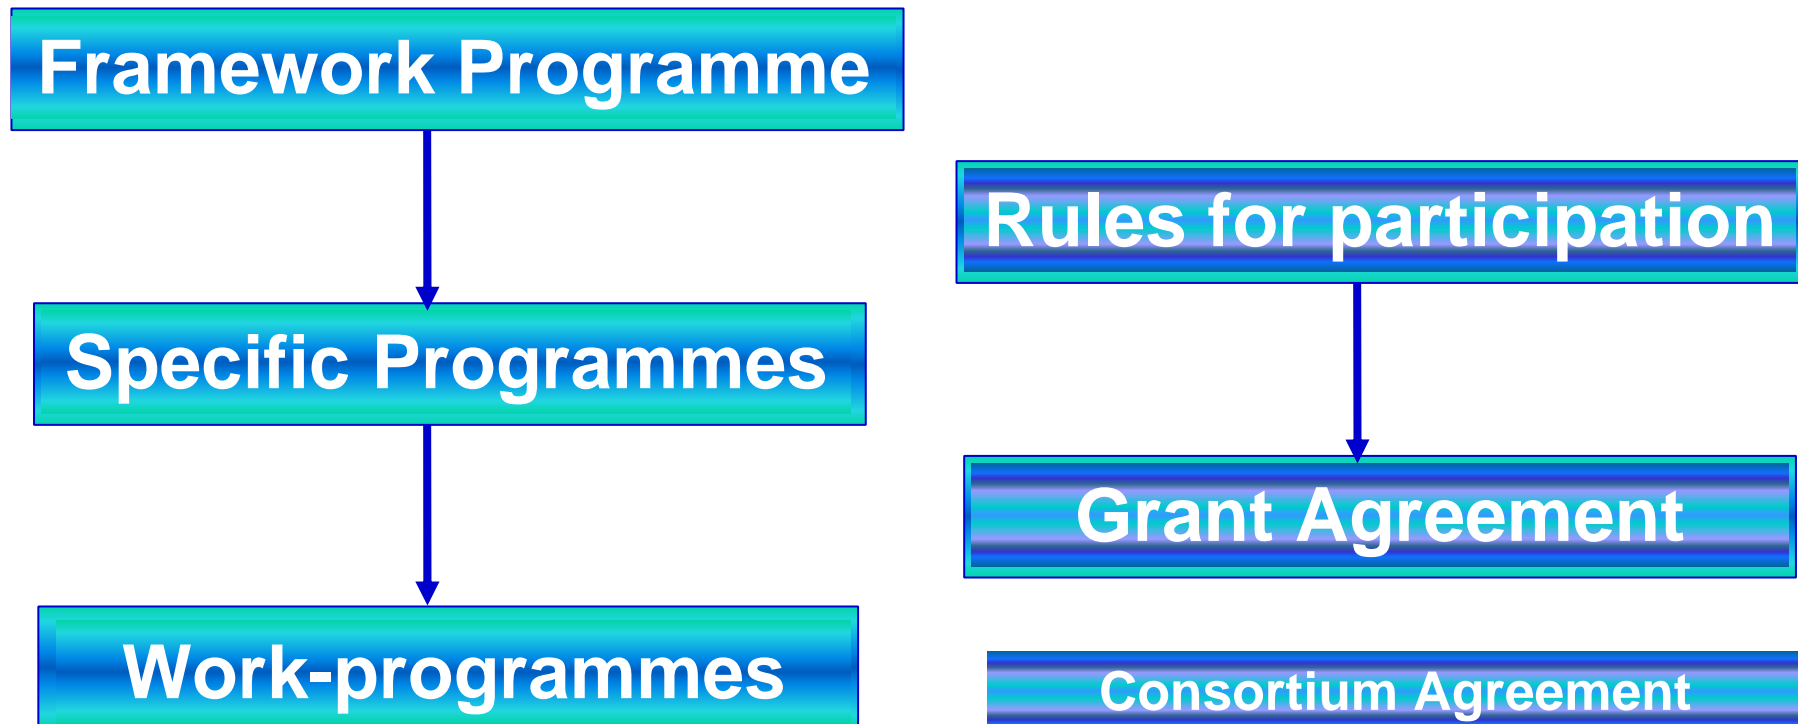 Framework Programme
Rules for participation
Specific Programmes
Grant Agreement
Work-programmes
Consortium Agreement